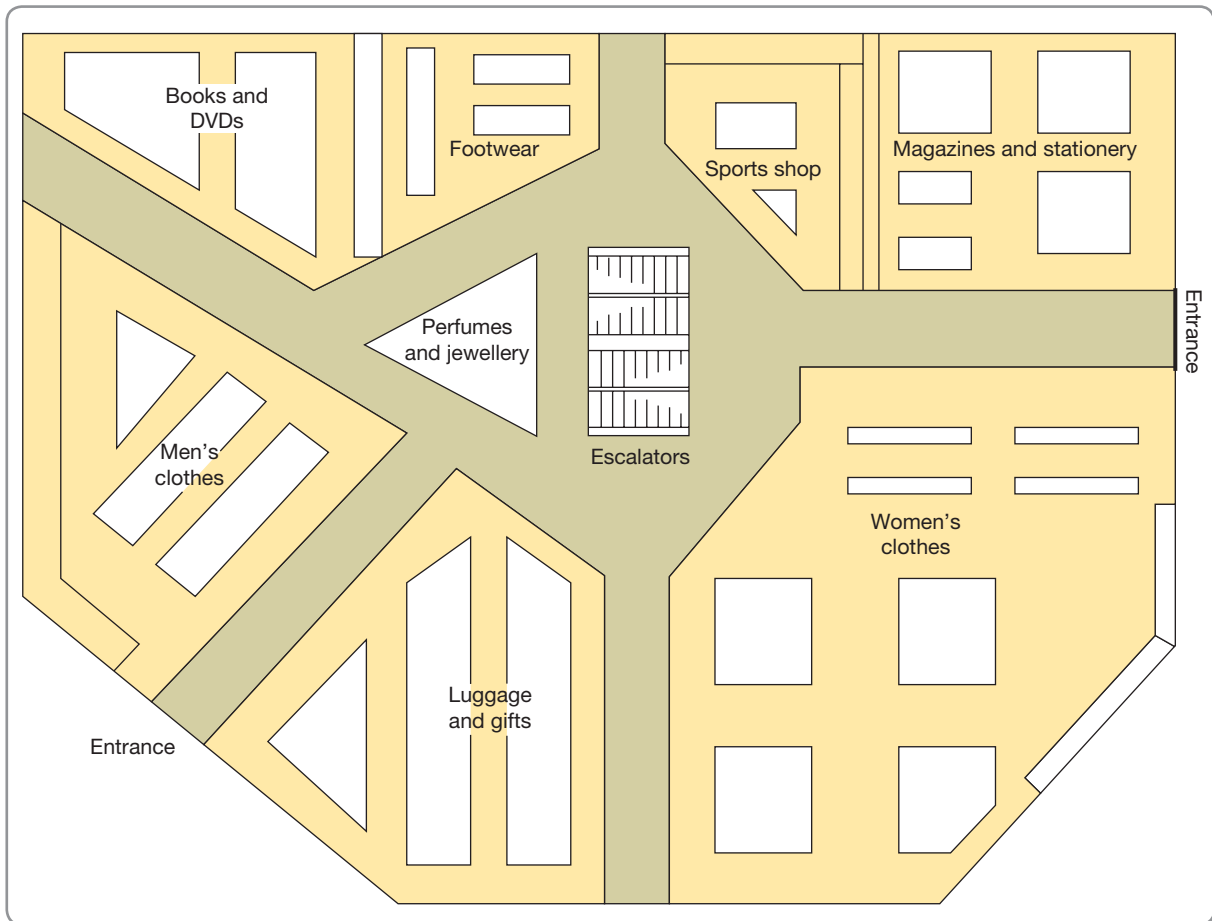 Books and
DVDs
Footwear
Sports shop
Magazines and stationery
Entrance
Perfumes
and jewellery
Escalators
Men's
clothes
Women's
clothes
Luggage
and gifts
Entrance